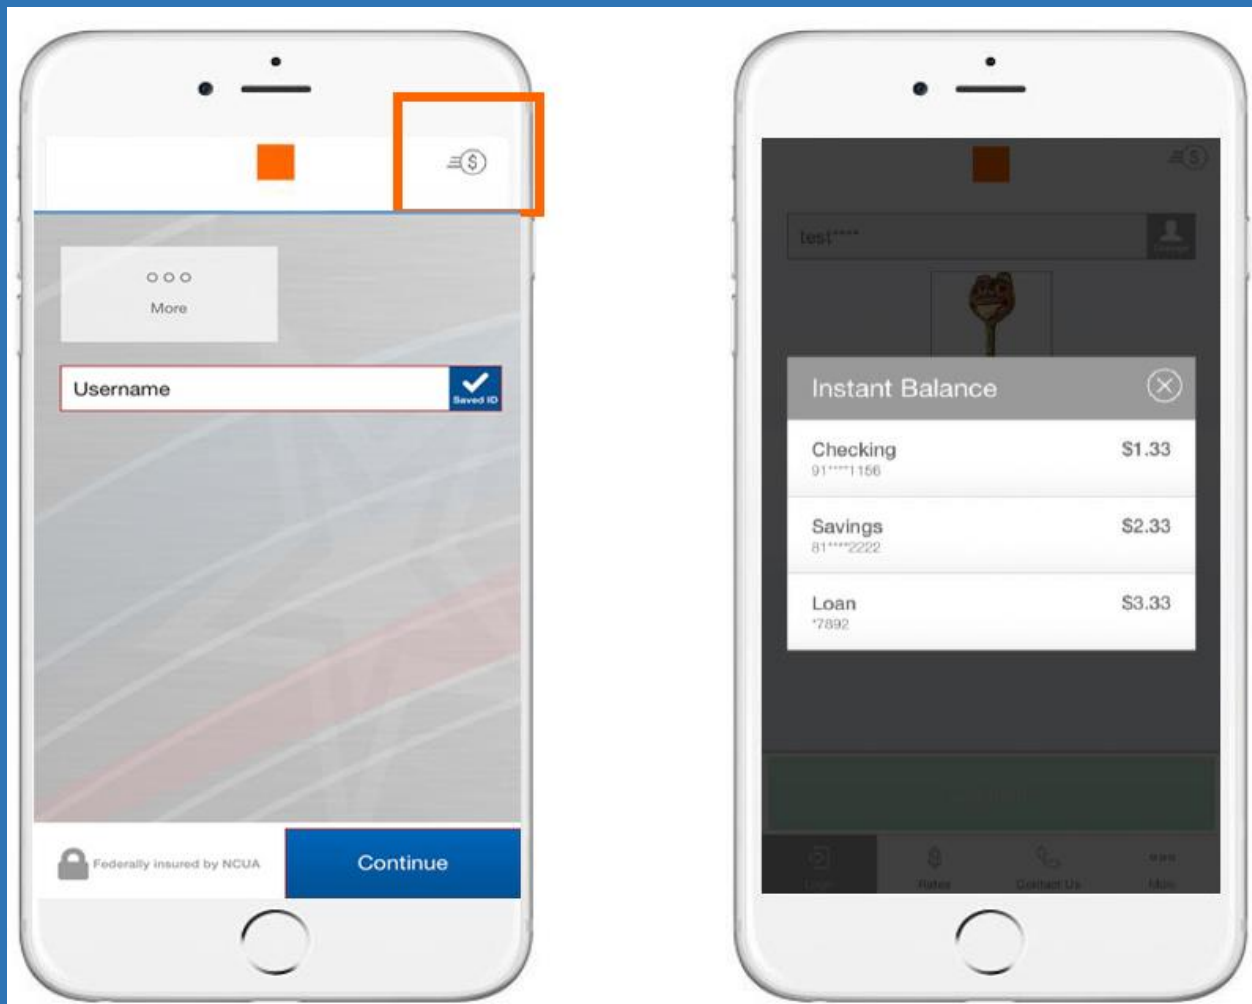 $
More
Username
Saved ID
Federally insured by NCUA
Continue
$
test****
Change
Instant Balance
Checking
$1.33
91****1156
Savings
$2.33
81****2222
Loan
$3.33
*7892
Rates
Contact Us
More